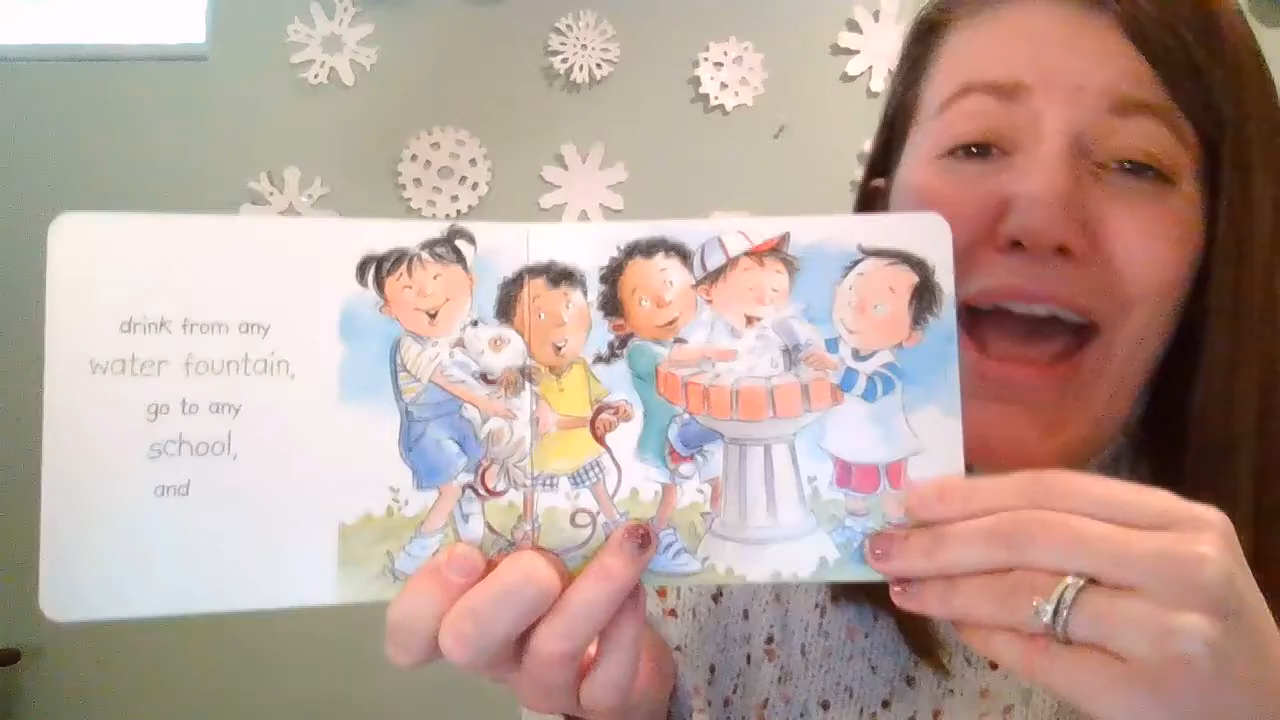 drink from any
water fountain,
go to any
school,
and